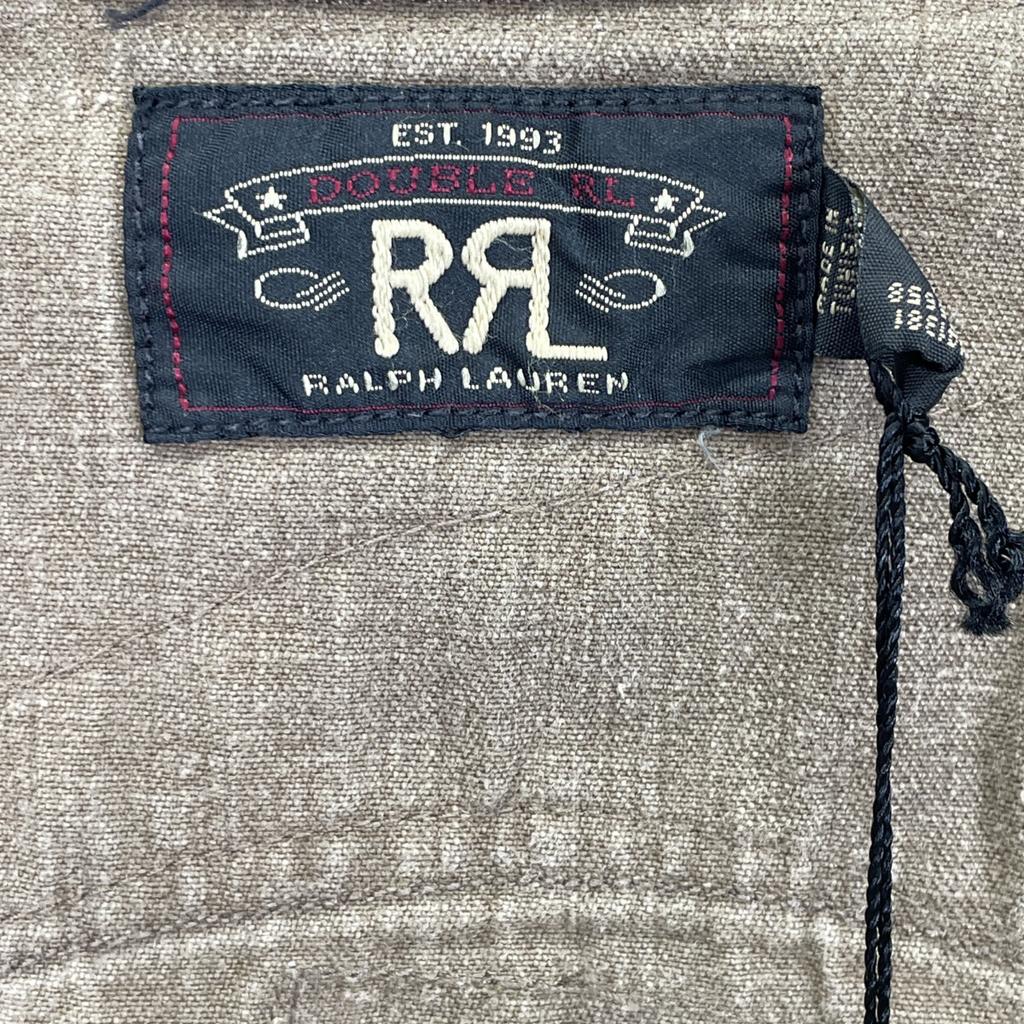 EST. 1993
DOUBLE RL
RRL
RALPH LAUREN